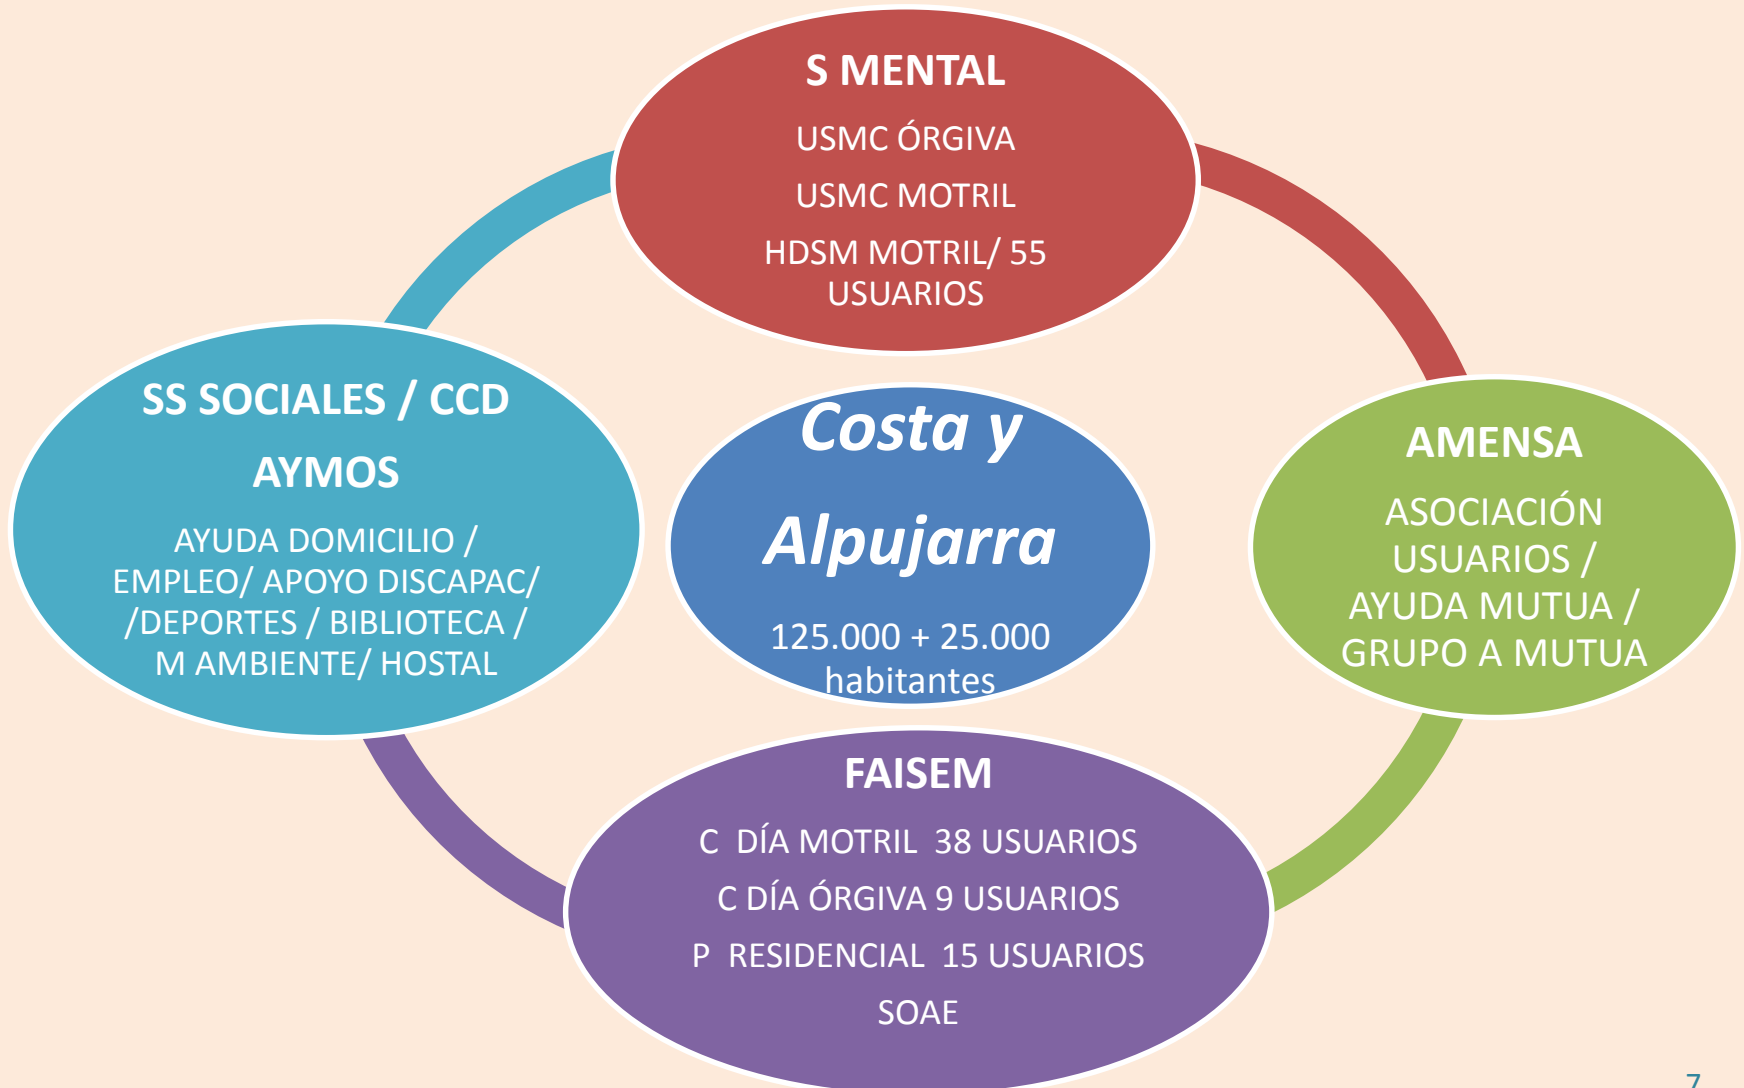 S MENTAL
USMC ÓRGIVA
USMC MOTRIL
HDSM MOTRIL/ 55
USUARIOS
SS SOCIALES / CCD
AYMOS
AYUDA DOMICILIO /
EMPLEO/ APOYO DISCAPAC/
/DEPORTES / BIBLIOTECA /
M AMBIENTE/ HOSTAL
Costa y
Alpujarra
125.000 + 25.000
habitantes
AMENSA
ASOCIACIÓN
USUARIOS /
AYUDA MUTUA /
GRUPO A MUTUA
FAISEM
C DÍA MOTRIL 38 USUARIOS
C DÍA ÓRGIVA 9 USUARIOS
P RESIDENCIAL 15 USUARIOS
SOAE
7